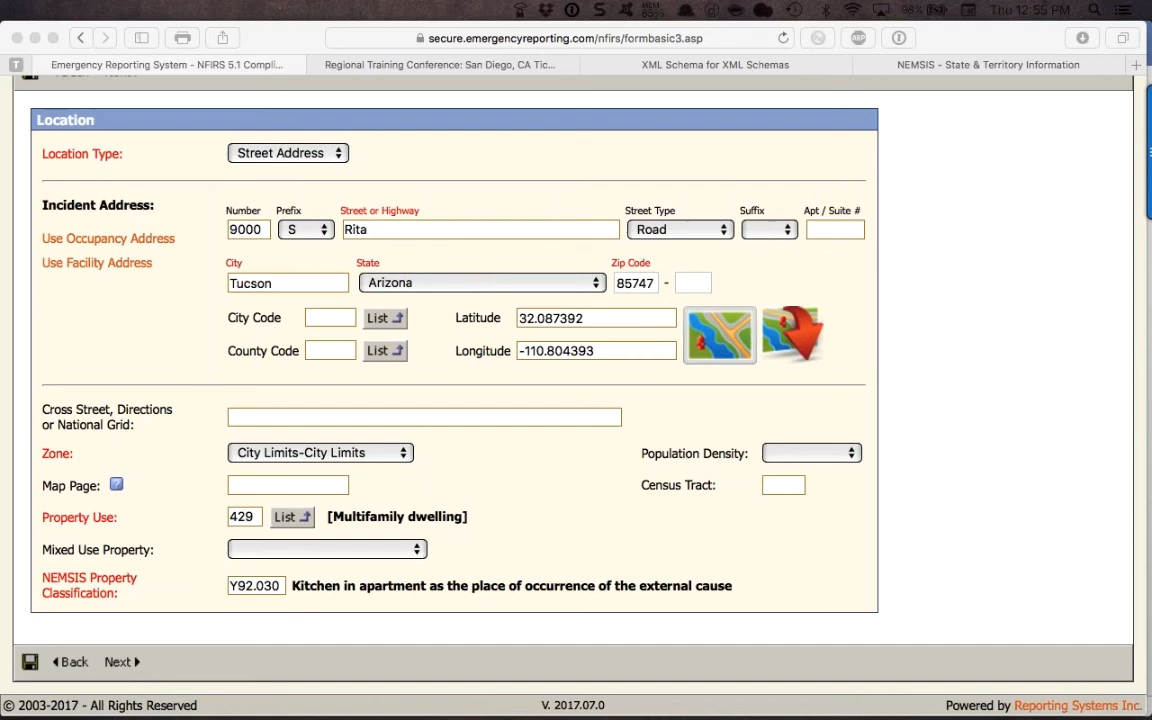 98% Thu 12:55 PM
secure.emergencyreporting.com/nfirs/formbasic3.asp
T Emergency Reporting System - NFIRS 5.1 Compli... Regional Training Conference: San Diego, CA Tic... XML Schema for XML Schemas NEMSIS - State & Territory Information
Location
Location Type: Street Address
Incident Address:
Number Prefix Street or Highway Street Type Suffix Apt / Suite #
9000 S Rita Road
Use Occupancy Address
Use Facility Address
City State Zip Code
Tucson Arizona 85747 -
City Code List Latitude 32.087392
County Code List Longitude -110.804393
Cross Street, Directions
or National Grid:
Zone: City Limits-City Limits Population Density:
Map Page: ? Census Tract:
Property Use: 429 List [Multifamily dwelling]
Mixed Use Property:
NEMSIS Property
Classification: Y92.030 Kitchen in apartment as the place of occurrence of the external cause
Back Next
© 2003-2017 - All Rights Reserved V. 2017.07.0 Powered by Reporting Systems Inc.